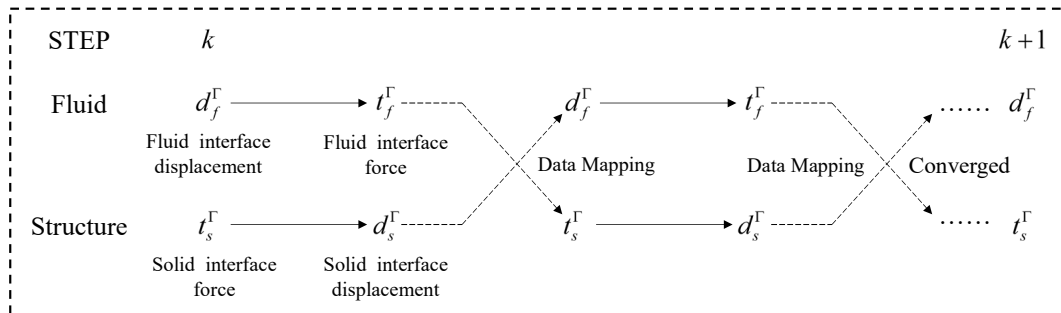 STEP k k+1
Fluid d_f^Γ t_f^Γ d_f^Γ t_f^Γ …… d_f^Γ
Fluid interface Fluid interface
displacement force
Data Mapping Data Mapping Converged
Structure t_s^Γ d_s^Γ t_s^Γ d_s^Γ …… t_s^Γ
Solid interface Solid interface
force displacement